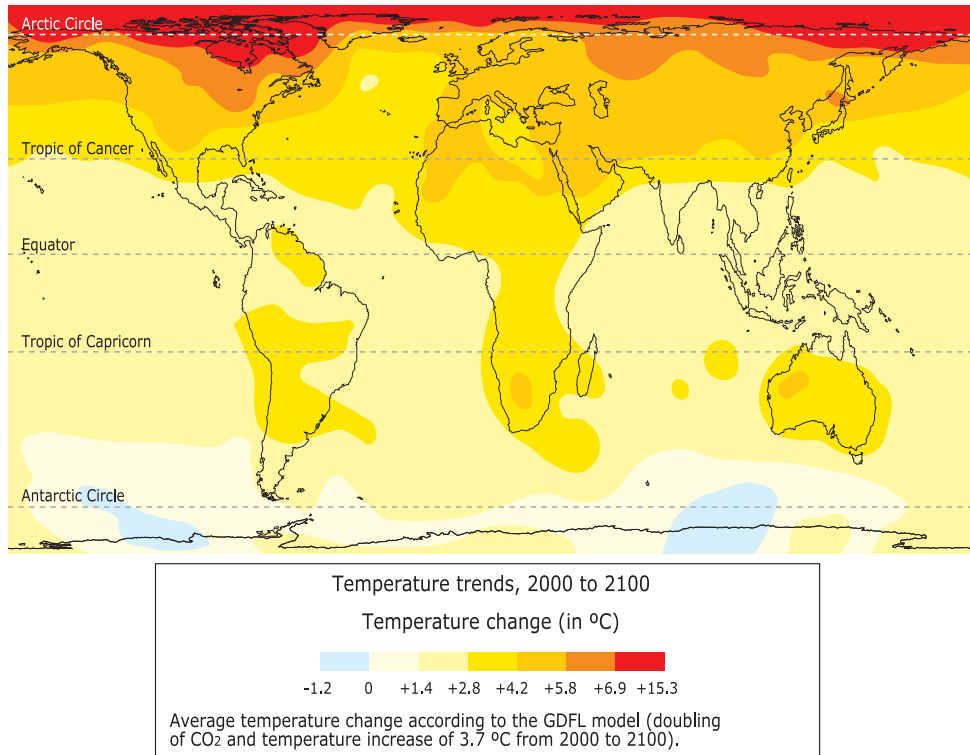 Arctic Circle
Tropic of Cancer
Equator
Tropic of Capricorn
Antarctic Circle
Temperature trends, 2000 to 2100
Temperature change (in ºC)
-1.2 0 +1.4 +2.8 +4.2 +5.8 +6.9 +15.3
Average temperature change according to the GDFL model (doubling
of CO2 and temperature increase of 3.7 ºC from 2000 to 2100).